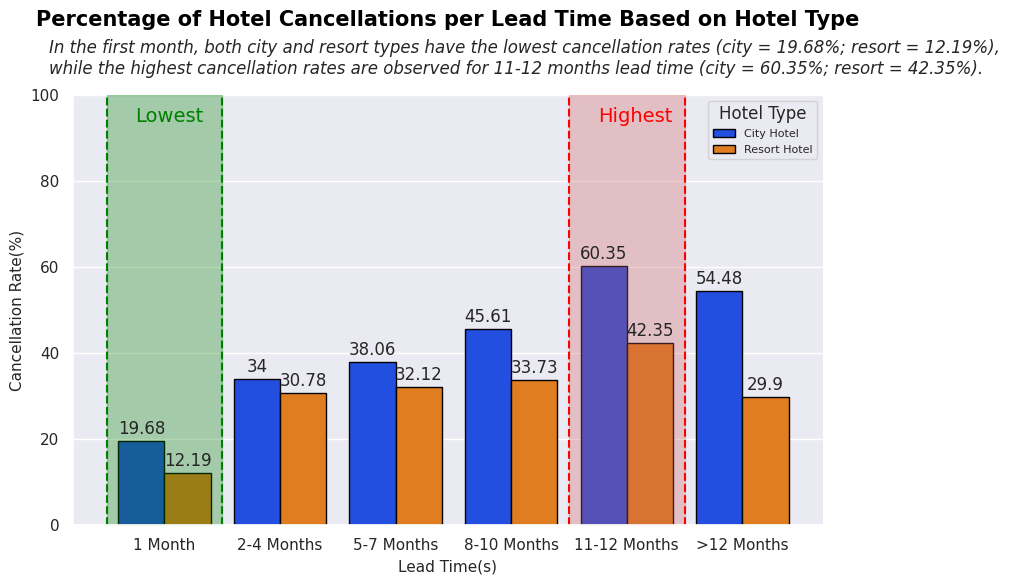 Percentage of Hotel Cancellations per Lead Time Based on Hotel Type
In the first month, both city and resort types have the lowest cancellation rates (city = 19.68%; resort = 12.19%),
while the highest cancellation rates are observed for 11-12 months lead time (city = 60.35%; resort = 42.35%).
100
80
60
40
20
0
Cancellation Rate(%)
Lowest
Highest
Hotel Type
City Hotel
Resort Hotel
19.68
12.19
34
30.78
38.06
32.12
45.61
33.73
60.35
42.35
54.48
29.9
1 Month
2-4 Months
5-7 Months
8-10 Months
11-12 Months
>12 Months
Lead Time(s)